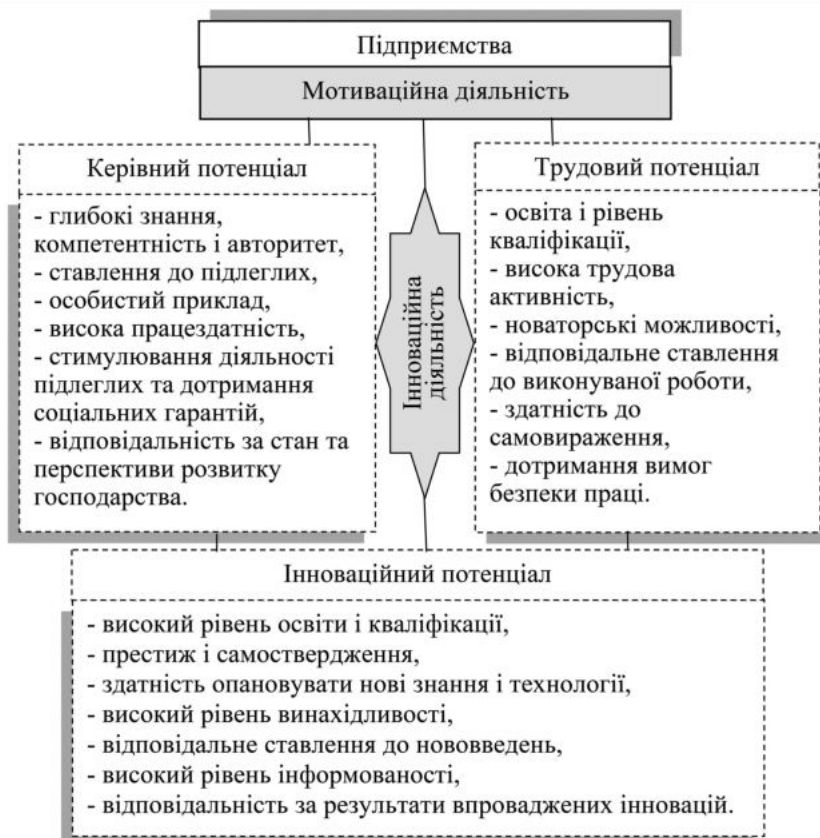 Підприємства
Мотиваційна діяльність
Керівний потенціал
- глибокі знання,
компетентність і авторитет,
- ставлення до підлеглих,
- особистий приклад,
- висока працездатність,
- стимулювання діяльності
підлеглих та дотримання
соціальних гарантій,
- відповідальність за стан та
перспективи розвитку
господарства.
Інноваційна
діяльність
Трудовий потенціал
- освіта і рівень
кваліфікації,
- висока трудова
активність,
- новаторські можливості,
- відповідальне ставлення
до виконуваної роботи,
- здатність до
самовираження,
- дотримання вимог
безпеки праці.
Інноваційний потенціал
- високий рівень освіти і кваліфікації,
- престиж і самоствердження,
- здатність опановувати нові знання і технології,
- високий рівень винахідливості,
- відповідальне ставлення до нововведень,
- високий рівень інформованості,
- відповідальність за результати впроваджених інновацій.